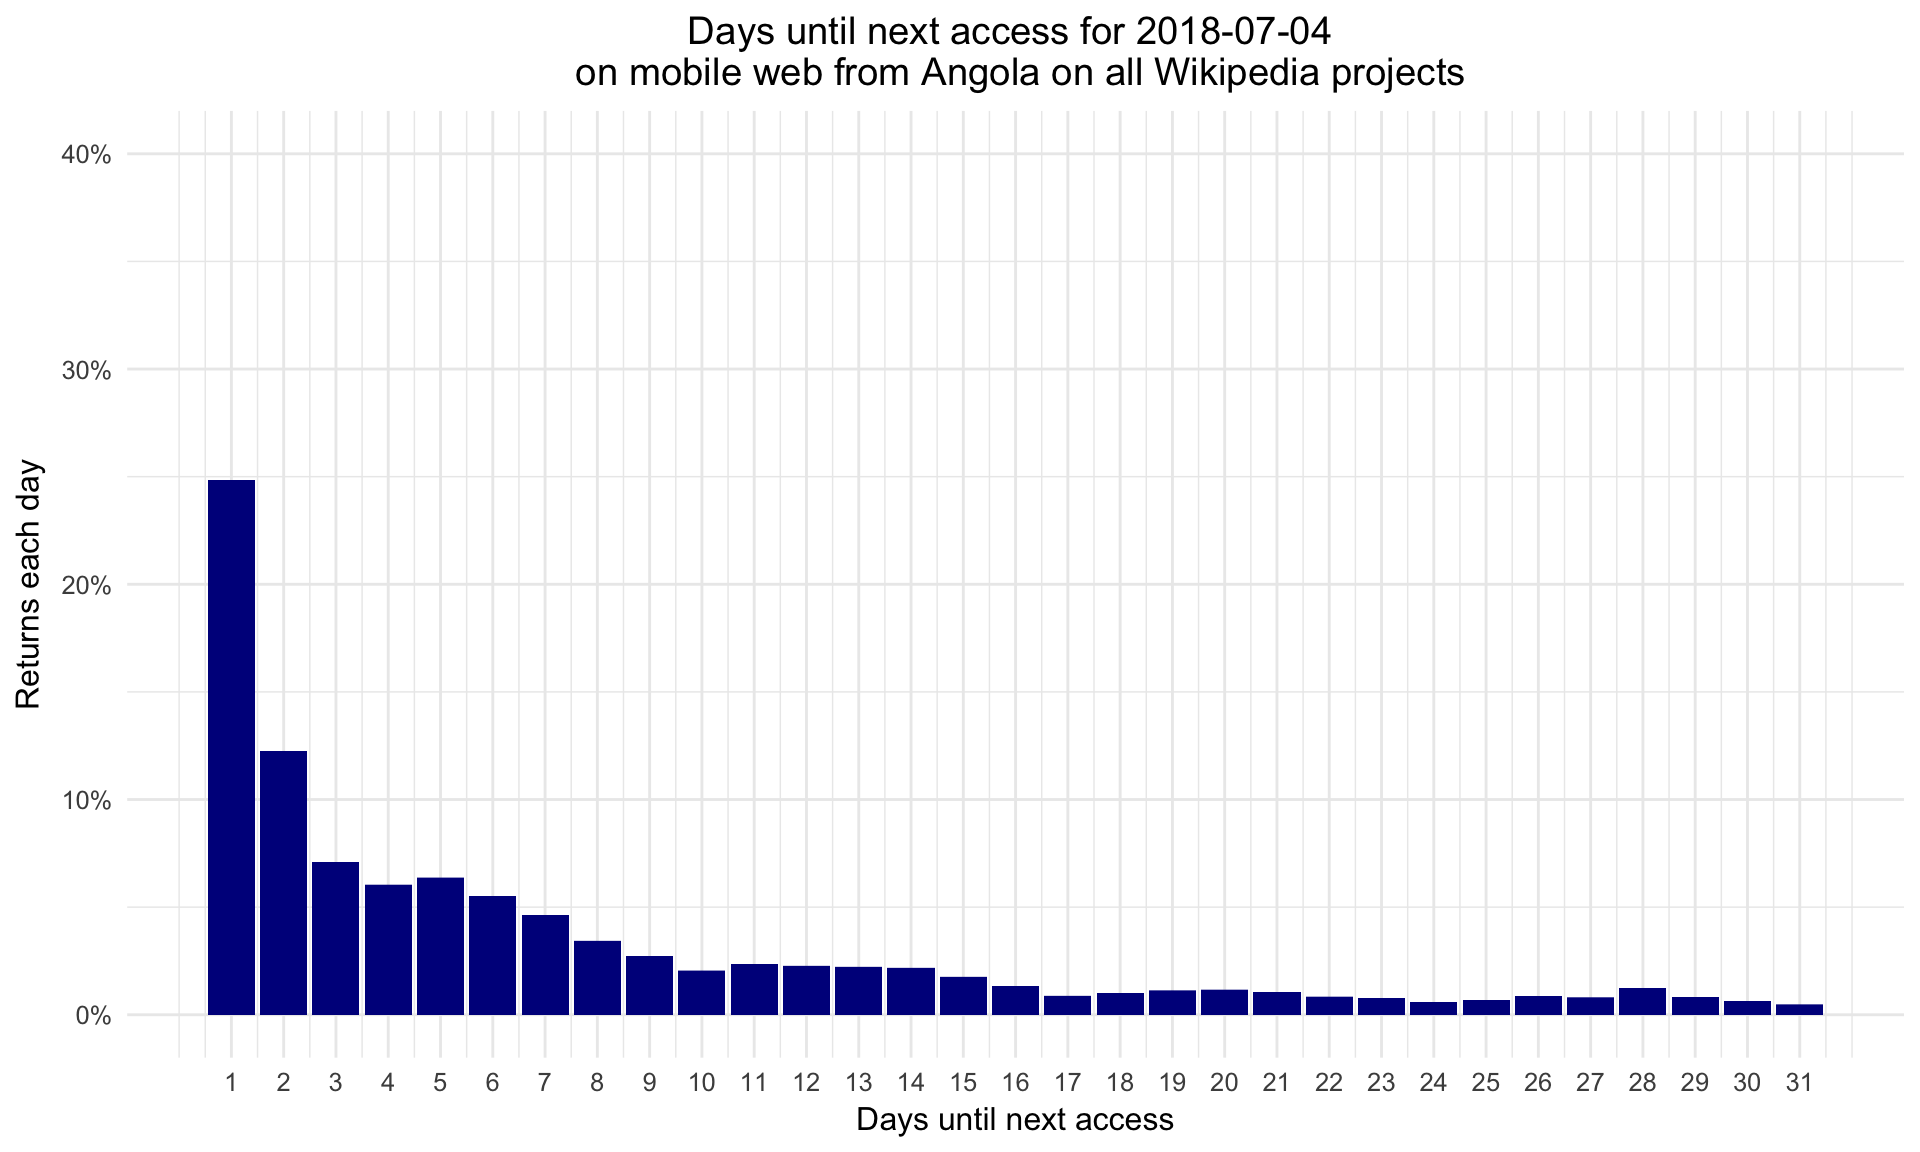 Days until next access for 2018-07-04
on mobile web from Angola on all Wikipedia projects
40%
30%
20%
10%
0%
Returns each day
1 2 3 4 5 6 7 8 9 10 11 12 13 14 15 16 17 18 19 20 21 22 23 24 25 26 27 28 29 30 31
Days until next access